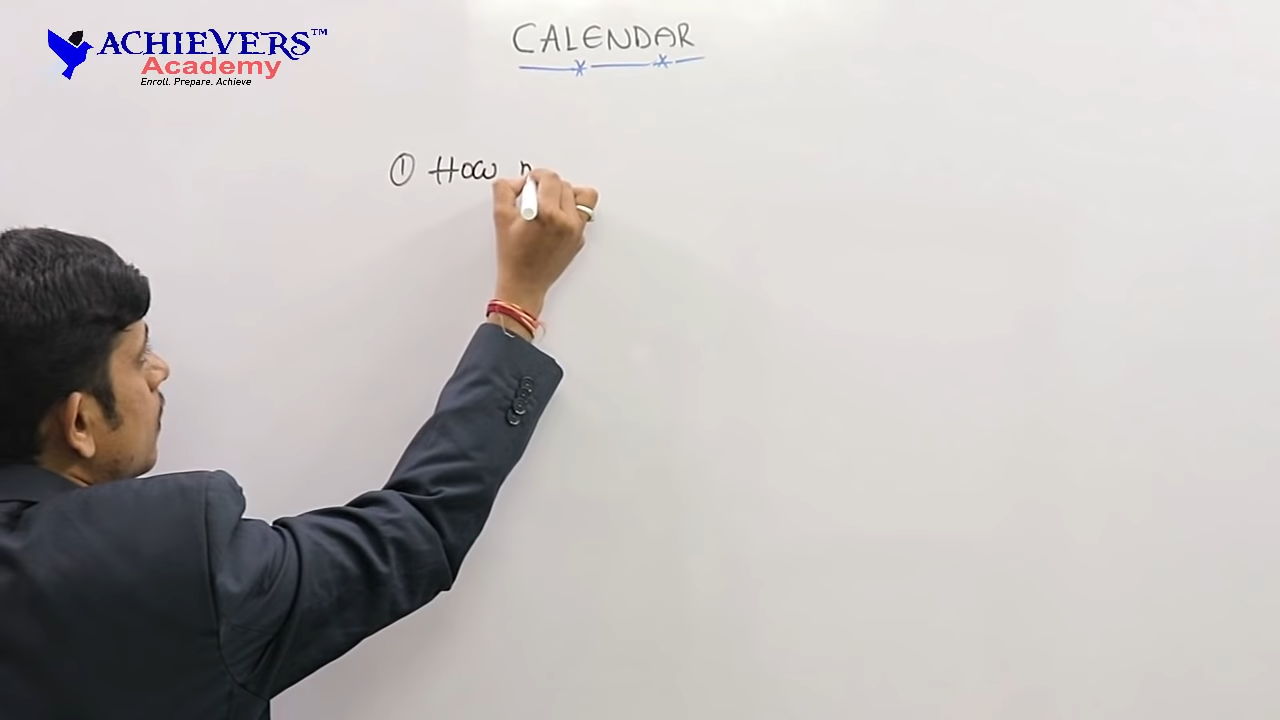 ACHIEVERS™
Academy
Enroll. Prepare. Achieve
CALENDAR
① How